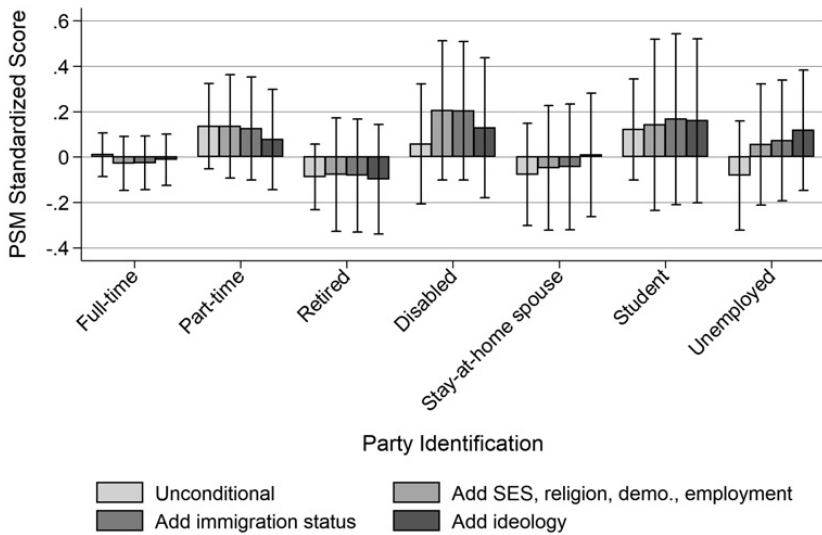 PSM Standardized Score
.6
.4
.2
0
-.2
-.4
Full-time
Part-time
Retired
Disabled
Stay-at-home spouse
Student
Unemployed
Party Identification
Unconditional
Add SES, religion, demo., employment
Add immigration status
Add ideology